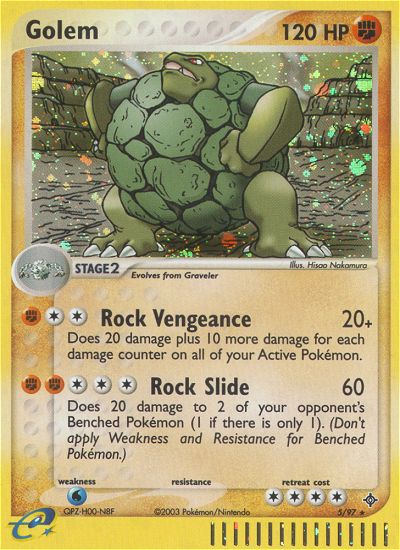 Golem 120 HP
Illus. Hisao Nakamura
STAGE2
Evolves from Graveler
Rock Vengeance 20+
Does 20 damage plus 10 more damage for each
damage counter on all of your Active Pokémon.
Rock Slide 60
Does 20 damage to 2 of your opponent's
Benched Pokémon (1 if there is only 1). (Don't
apply Weakness and Resistance for Benched
Pokémon.)
weakness resistance retreat cost
QPZ-H00-N8F ©2003 Pokémon/Nintendo 5/97 ★
e